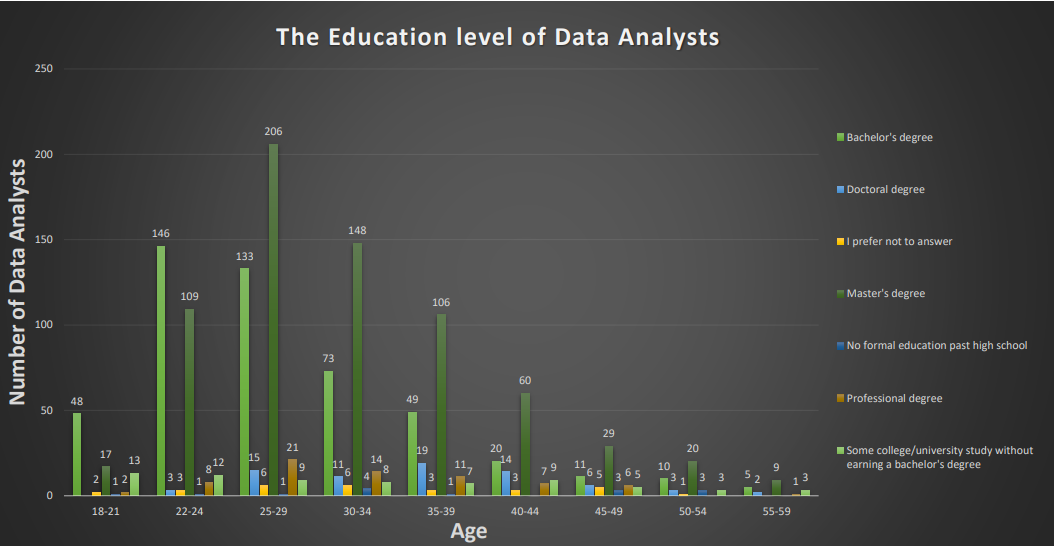 The Education level of Data Analysts
250
200
150
100
50
0
Number of Data Analysts
48 2 17 1 2 13
146 3 3 109 1 8 12
133 15 6 206 1 21 9
73 11 6 148 4 14 8
49 19 3 106 1 11 7
20 14 3 60 7 9
11 6 5 29 3 6 5
10 3 1 20 3 3
5 2 9 1 3
18-21 22-24 25-29 30-34 35-39 40-44 45-49 50-54 55-59
Age
Bachelor's degree
Doctoral degree
I prefer not to answer
Master's degree
No formal education past high school
Professional degree
Some college/university study without
earning a bachelor's degree